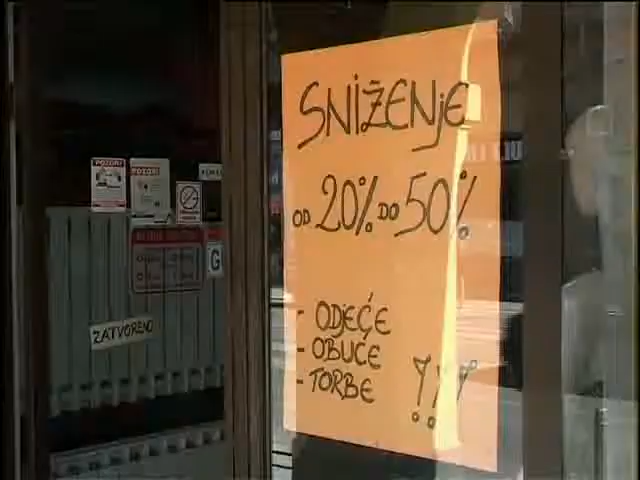 SNIŽENjE
OD 20% DO 50%
- ODjEĆE
- OBUĆE
- TORBE !!!
POZOR!
POZOR!
G
ZATVORENO